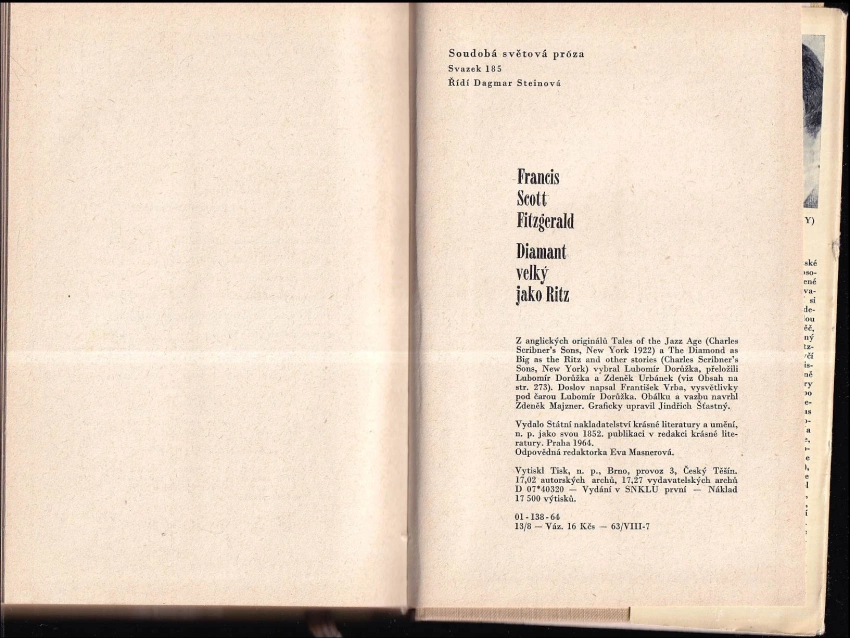 Soudobá světová próza
Svazek 185
Řídí Dagmar Steinová
Francis
Scott
Fitzgerald
Diamant
velký
jako Ritz
Z anglických originálů Tales of the Jazz Age (Charles
Scribner's Sons, New York 1922) a The Diamond as
Big as the Ritz and other stories (Charles Scribner's
Sons, New York) vybral Lubomír Dorůžka, přeložili
Lubomír Dorůžka a Zdeněk Urbánek (viz Obsah na
str. 273). Doslov napsal František Vrba, vysvětlivky
pod čarou Lubomír Dorůžka. Obálku a vazbu navrhl
Zdeněk Majzner. Graficky upravil Jindřich Šťastný.
Vydalo Státní nakladatelství krásné literatury a umění,
n. p. jako svou 1852. publikaci v redakci krásné lite-
ratury. Praha 1964.
Odpovědná redaktorka Eva Masnerová.
Vytiskl Tisk, n. p., Brno, provoz 3, Český Těšín.
17,02 autorských archů, 17,27 vydavatelských archů
D 07*40320 — Vydání v SNKLU první — Náklad
17 500 výtisků.
01 - 138 - 64
13/8 — Váz. 16 Kčs — 63/VIII-7